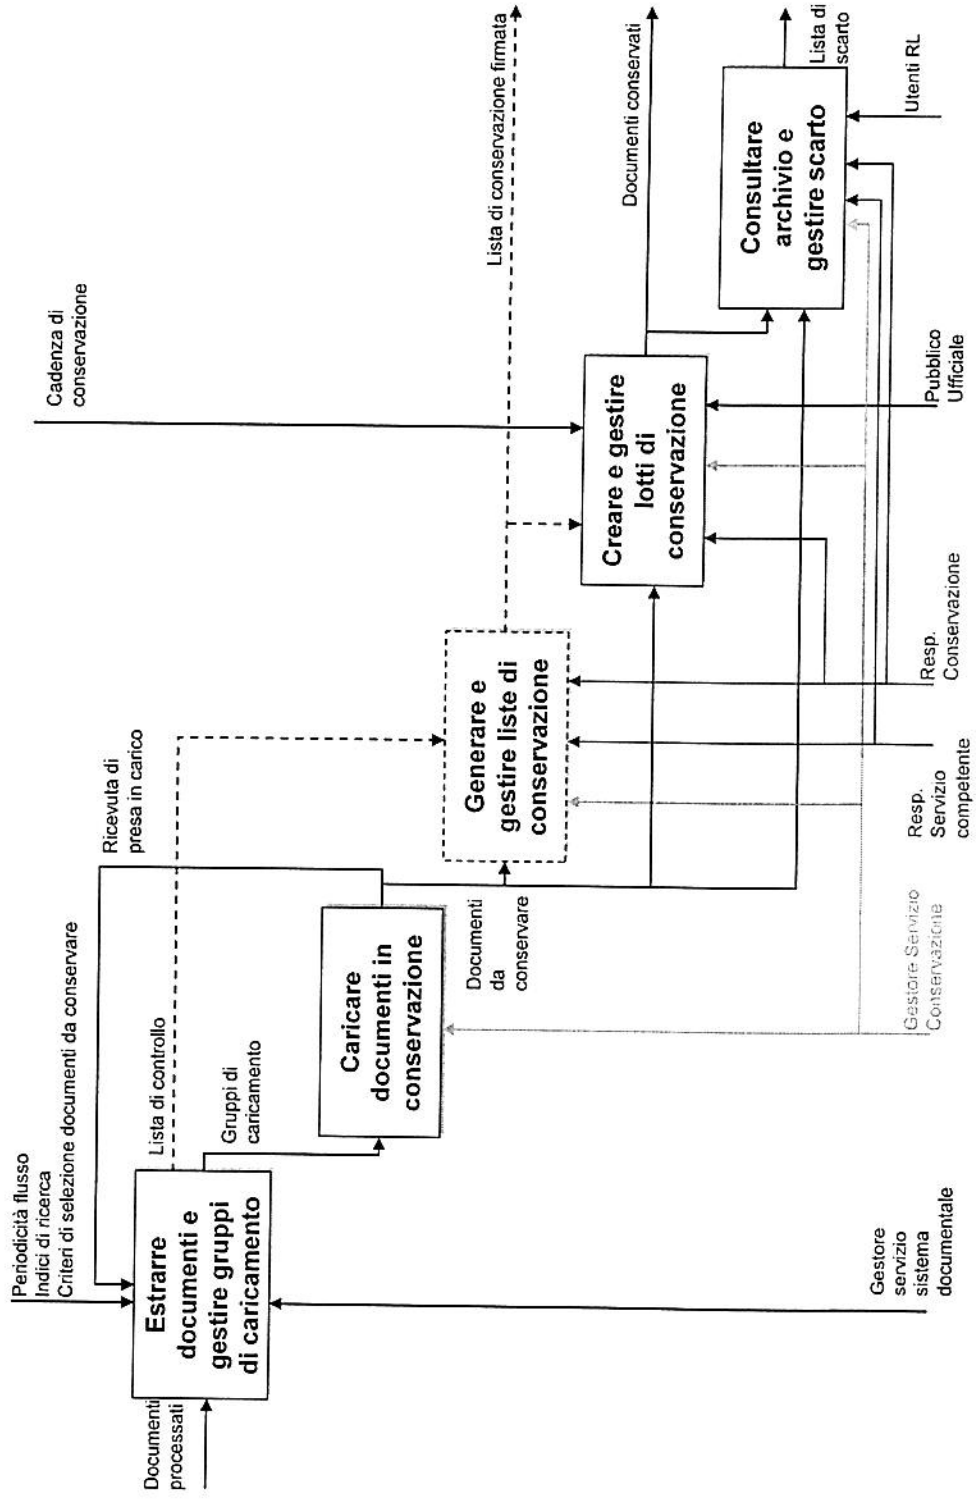 Periodicità flusso
Indici di ricerca
Criteri di selezione documenti da conservare
Ricevuta di
presa in carico
Cadenza di
conservazione
Documenti
processati
Estrarre
documenti e
gestire gruppi
di caricamento
Lista di controllo
Gruppi di
caricamento
Caricare
documenti in
conservazione
Documenti
da
conservare
Generare e
gestire liste di
conservazione
Lista di conservazione firmata
Creare e gestire
lotti di
conservazione
Documenti conservati
Consultare
archivio e
gestire scarto
Lista di
scarto
Gestore
servizio
sistema
documentale
Gestore Servizio
Conservazione
Resp.
Servizio
competente
Resp.
Conservazione
Pubblico
Ufficiale
Utenti RL